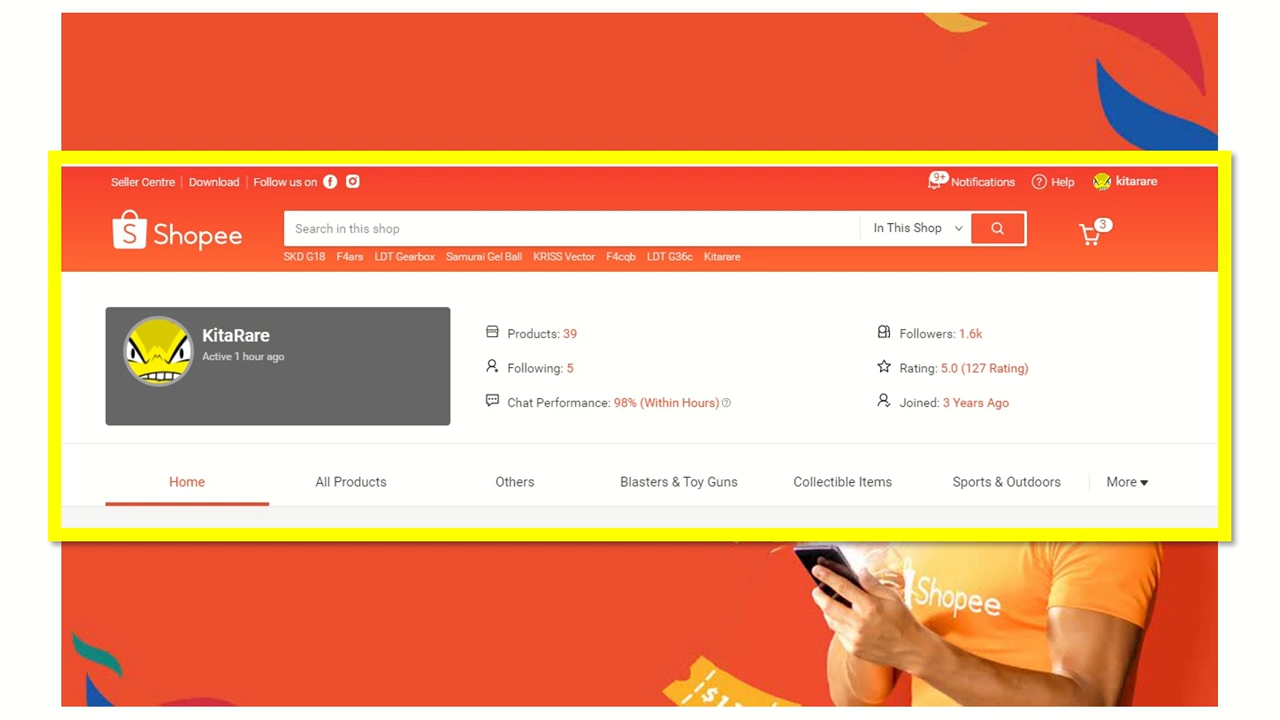 Seller Centre | Download | Follow us on
9+ Notifications ? Help kitarare
S Shopee
Search in this shop
In This Shop
3
SKD G18 F4ars LDT Gearbox Samurai Gel Ball KRISS Vector F4cqb LDT G36c Kitarare
KitaRare
Active 1 hour ago
Products: 39
Following: 5
Chat Performance: 98% (Within Hours) ?
Followers: 1.6k
Rating: 5.0 (127 Rating)
Joined: 3 Years Ago
Home All Products Others Blasters & Toy Guns Collectible Items Sports & Outdoors More
Shopee